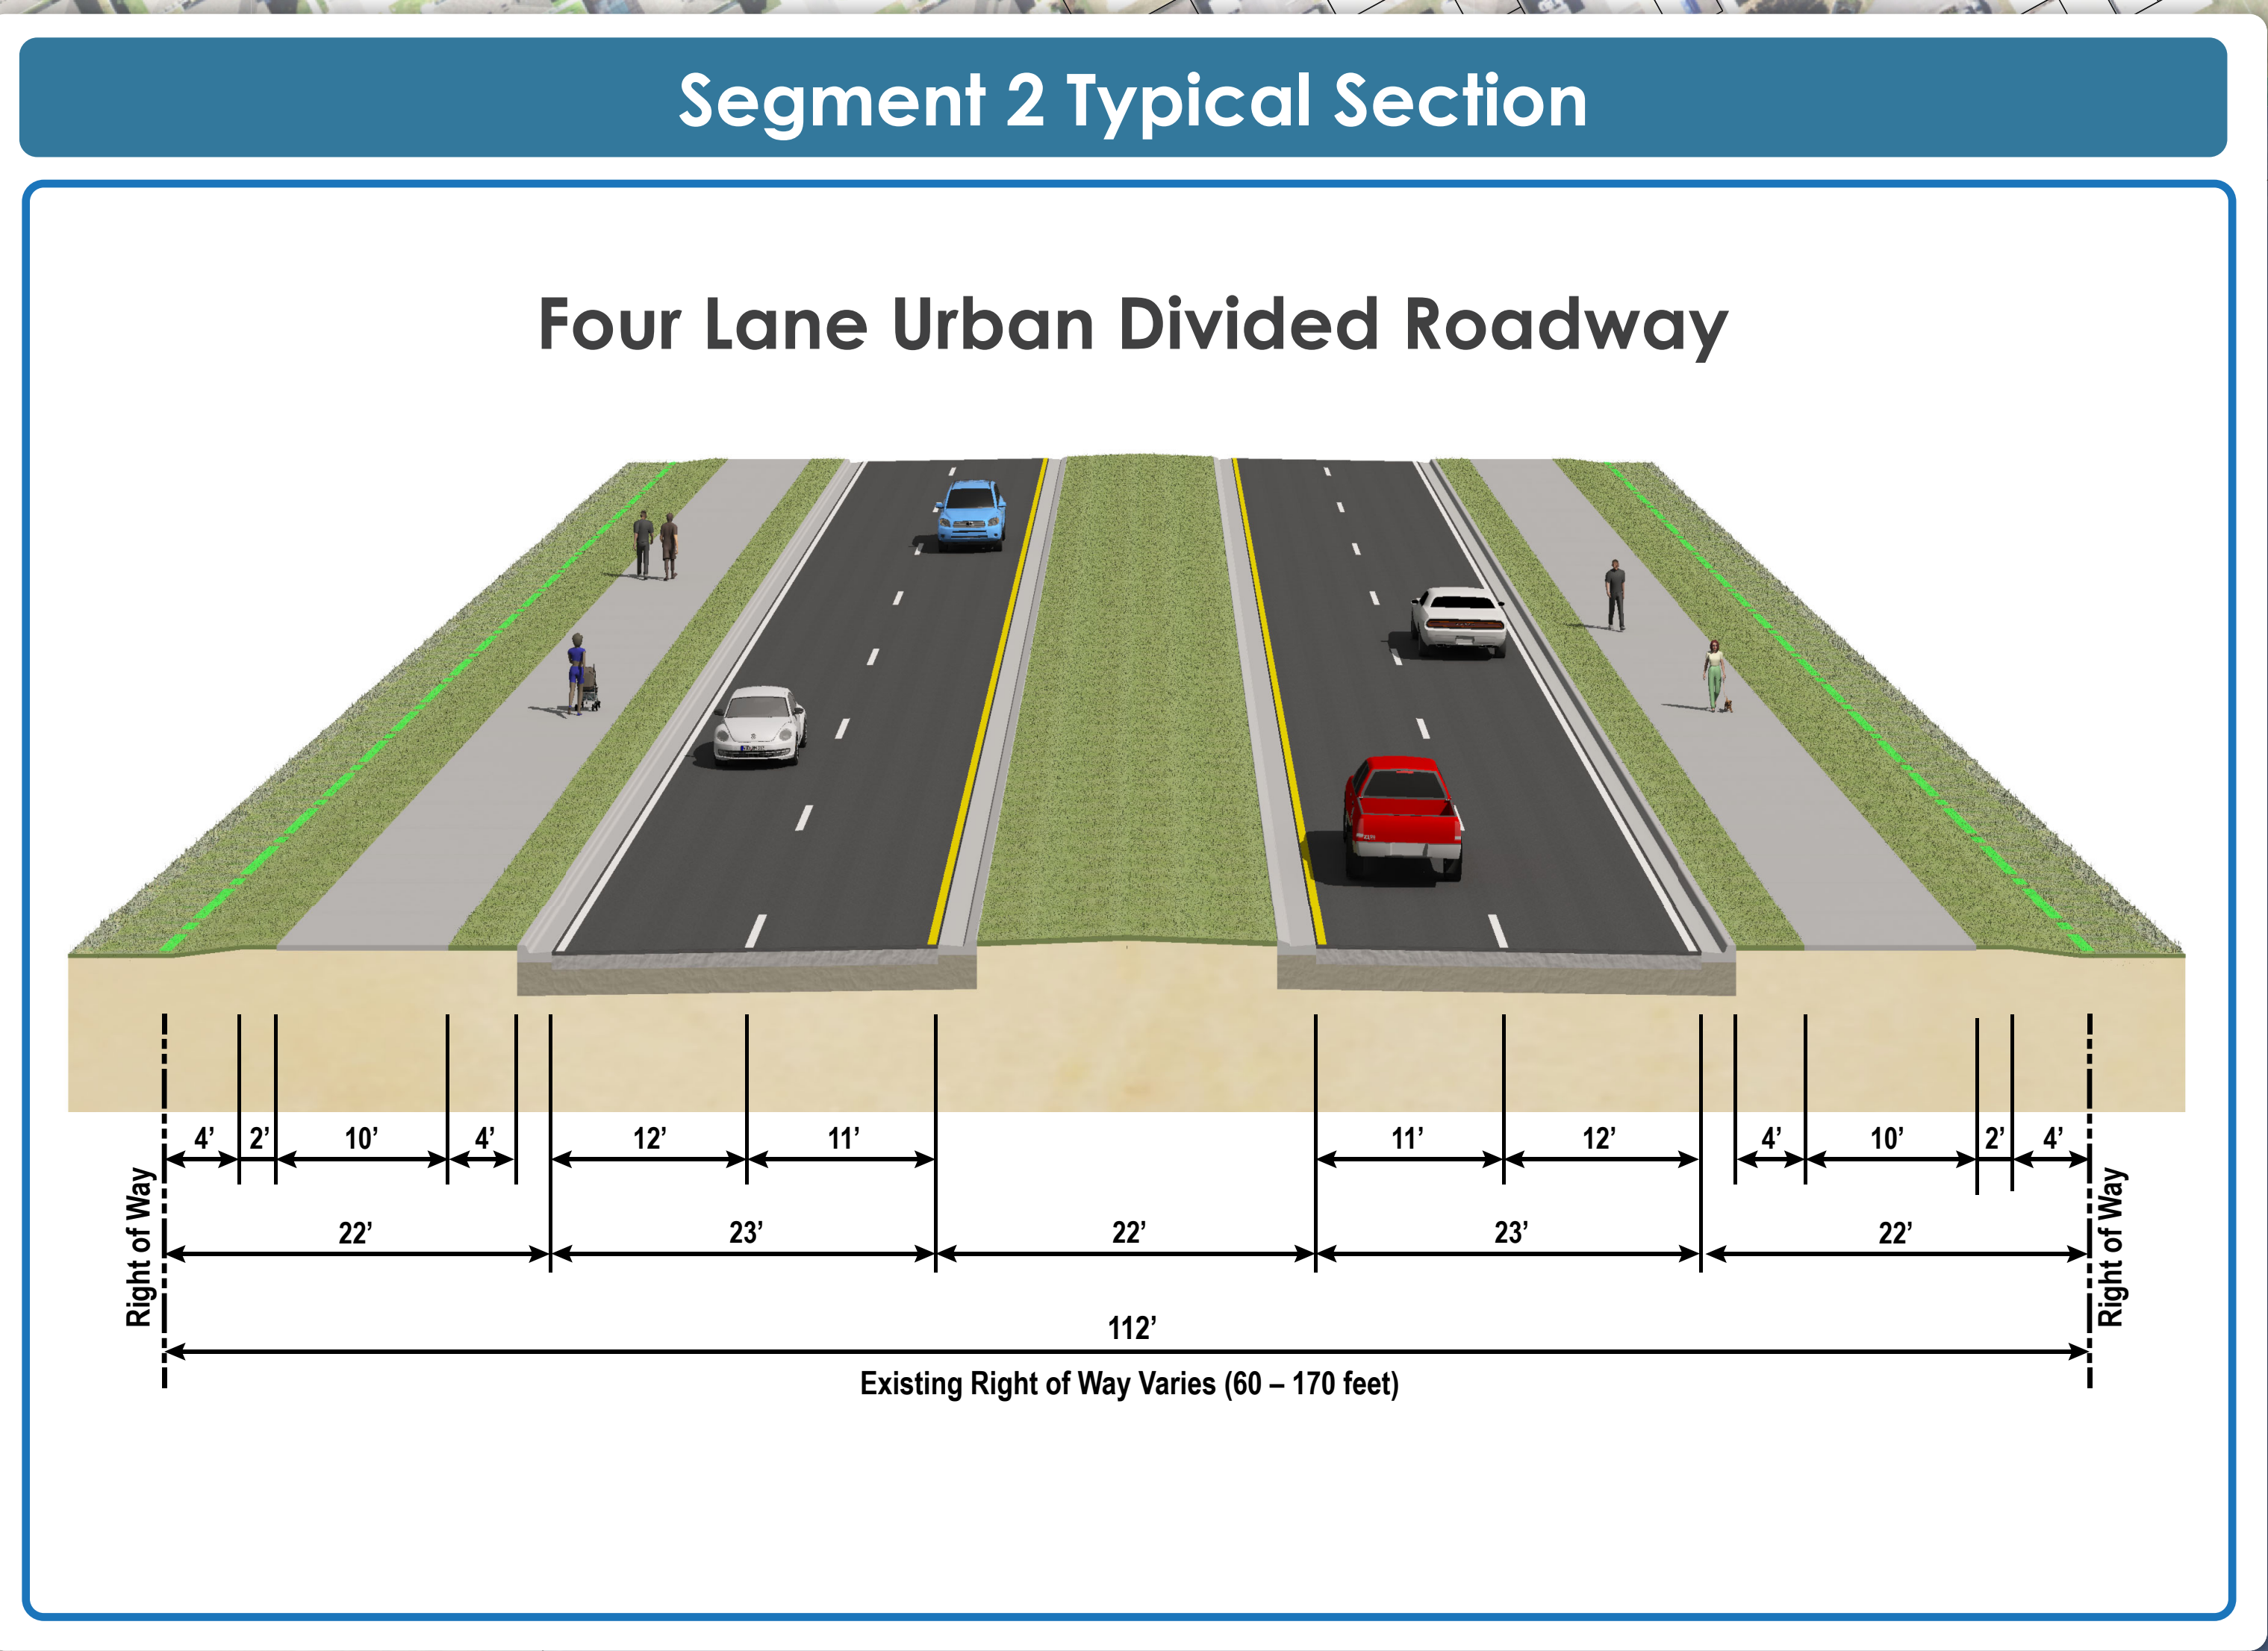 Segment 2 Typical Section
Four Lane Urban Divided Roadway
4’ 2’ 10’ 4’ 12’ 11’ 11’ 12’ 4’ 10’ 2’ 4’
Right of Way
22’ 23’ 22’ 23’ 22’
Right of Way
112’
Existing Right of Way Varies (60 – 170 feet)